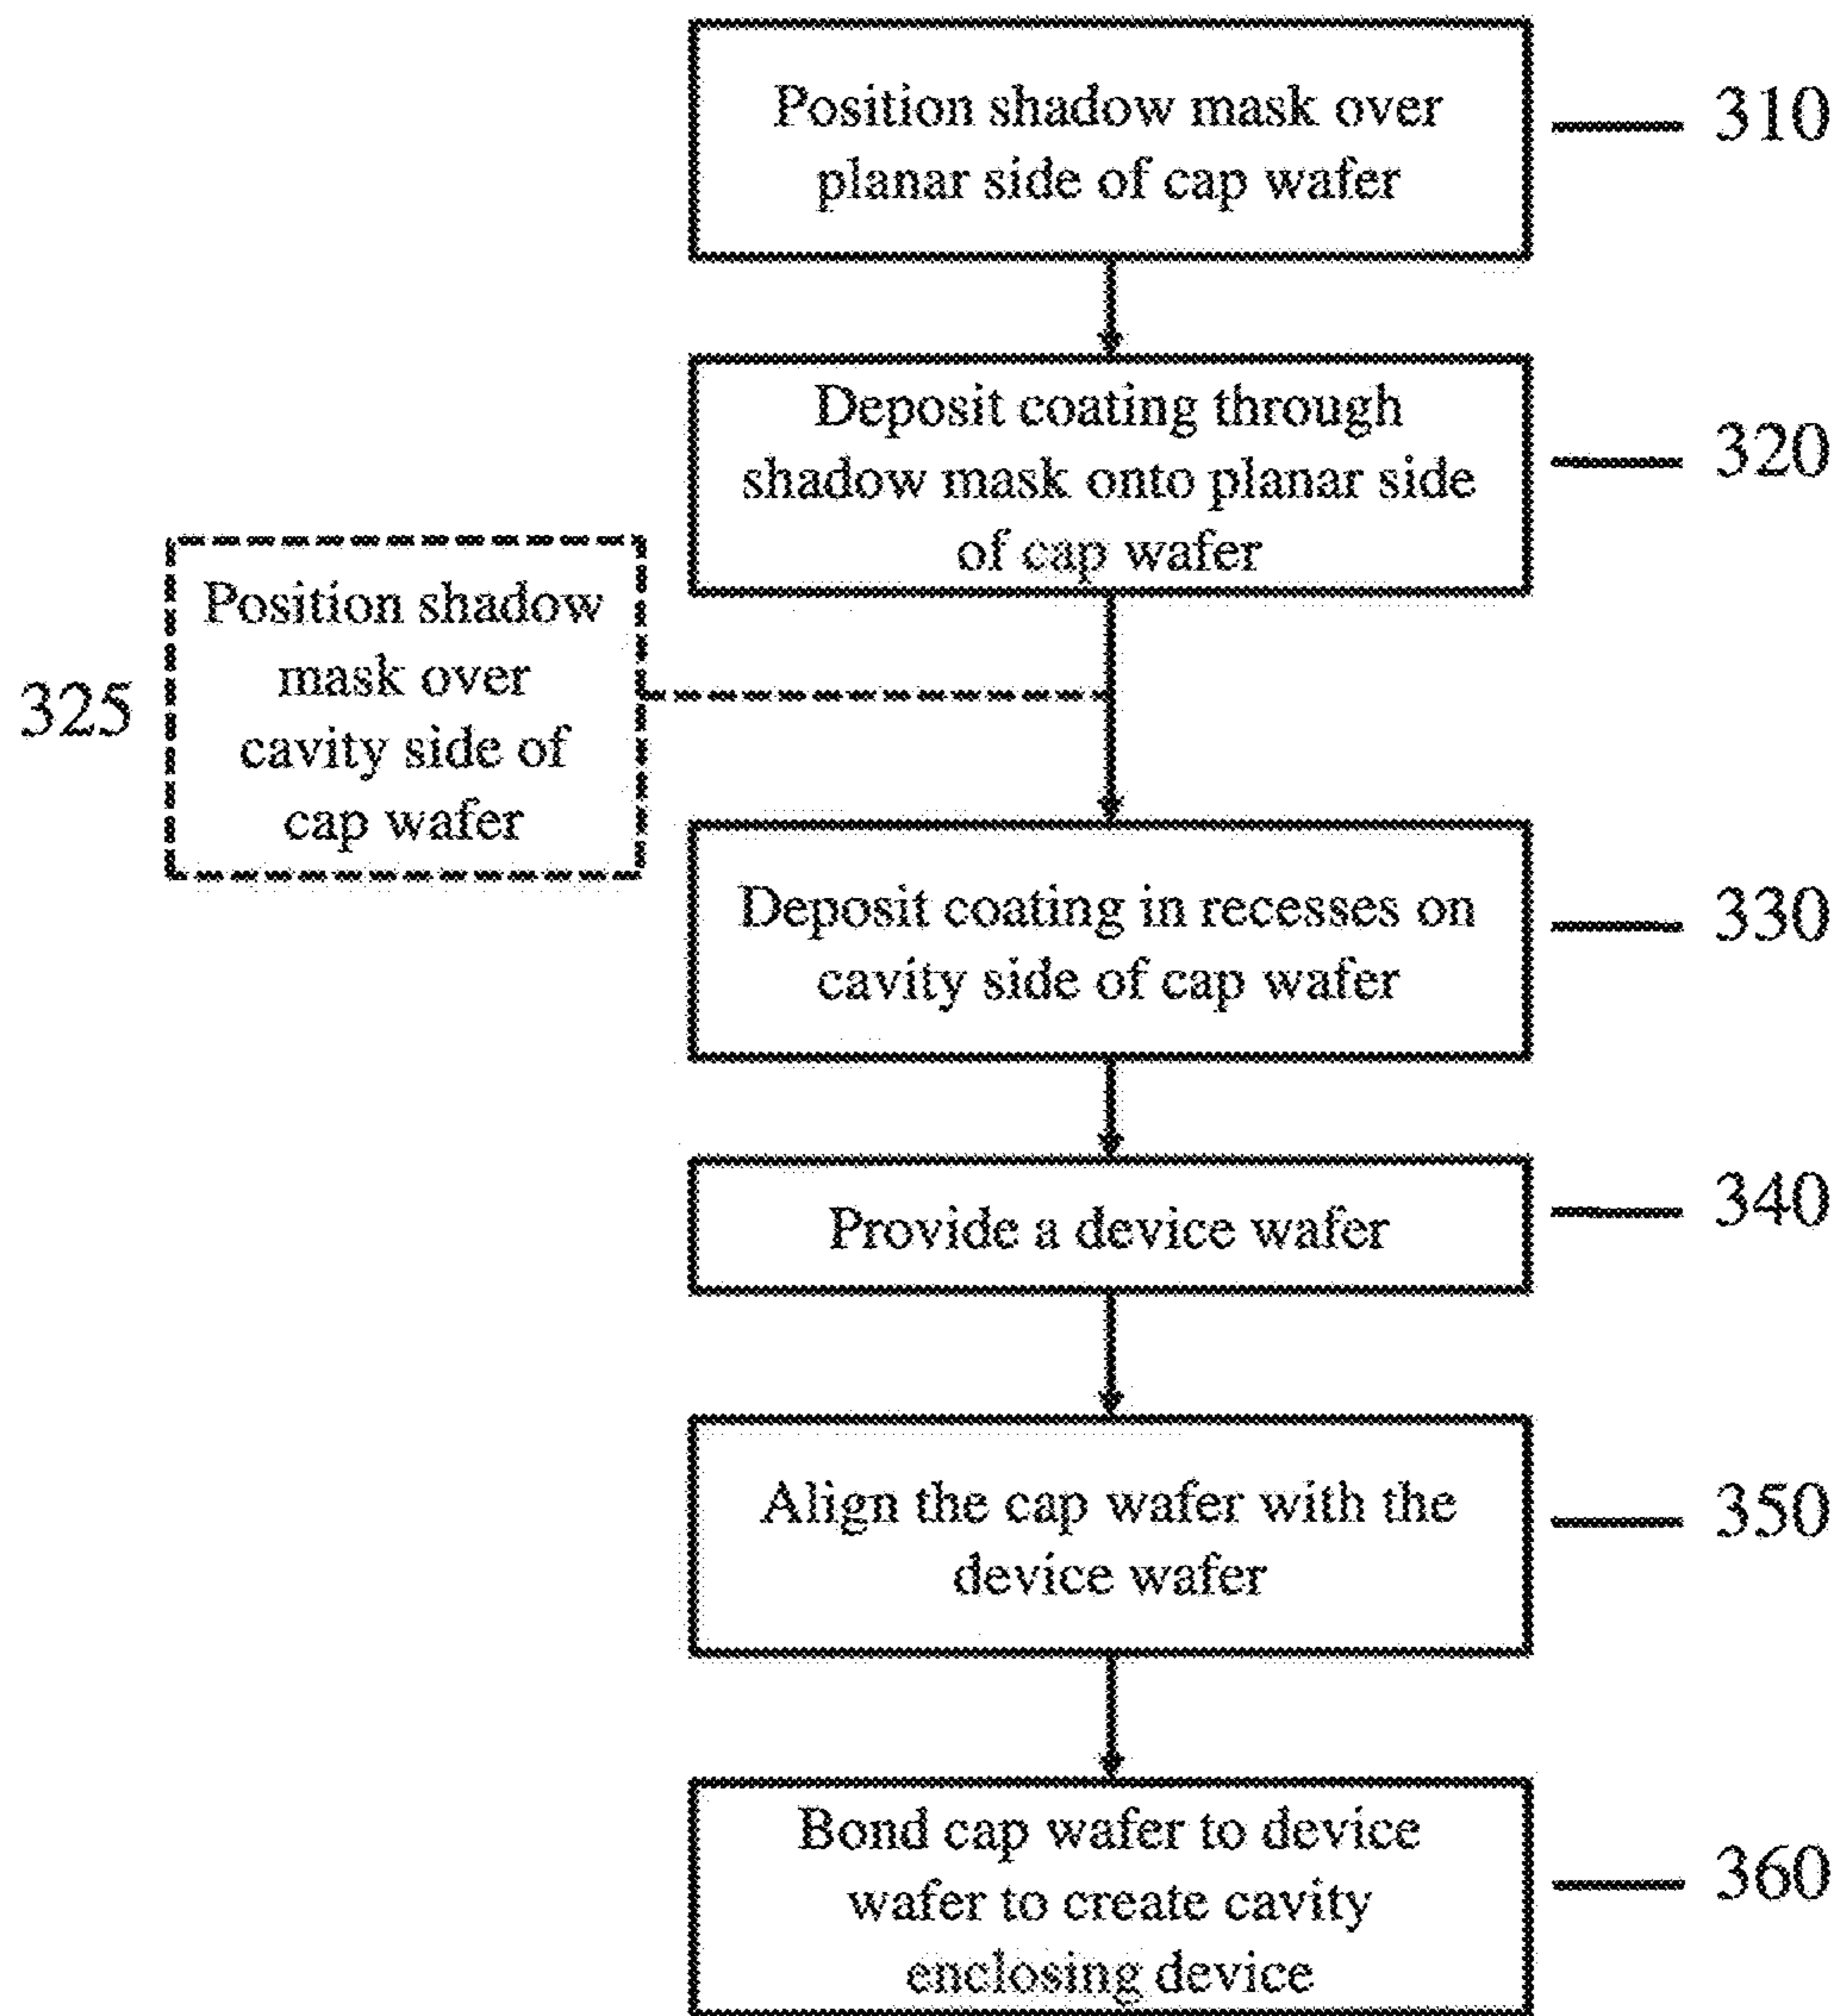 Position shadow mask over
planar side of cap wafer
310
Deposit coating through
shadow mask onto planar side
of cap wafer
320
Position shadow
mask over
cavity side of
cap wafer
325
Deposit coating in recesses on
cavity side of cap wafer
330
Provide a device wafer
340
Align the cap wafer with the
device wafer
350
Bond cap wafer to device
wafer to create cavity
enclosing device
360